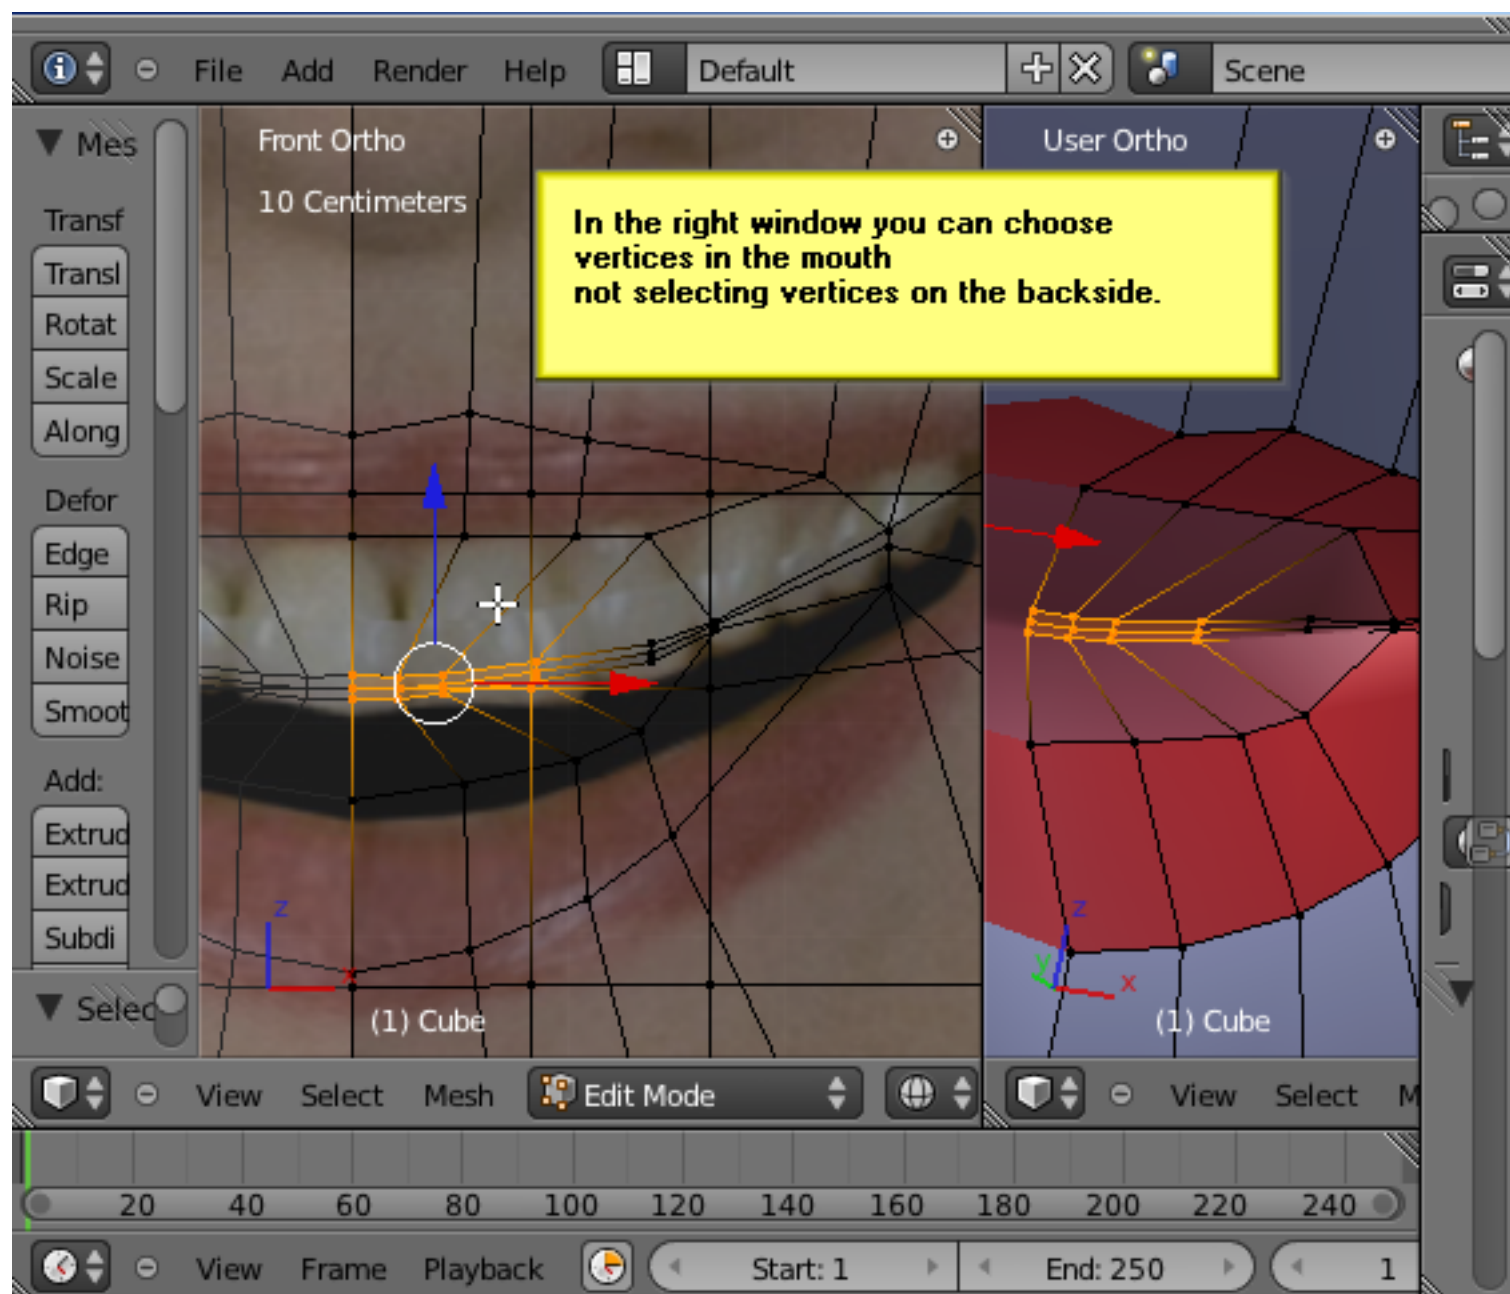 File Add Render Help Default Scene
Mes
Front Ortho
User Ortho
10 Centimeters
In the right window you can choose
vertices in the mouth
not selecting vertices on the backside.
Transf
Transl
Rotat
Scale
Along
Defor
Edge
Rip
Noise
Smoot
Add:
Extrud
Extrud
Subdi
Selec
z
x
(1) Cube
z
y
x
(1) Cube
View Select Mesh Edit Mode
View Select M
20 40 60 80 100 120 140 160 180 200 220 240
View Frame Playback Start: 1 End: 250 1